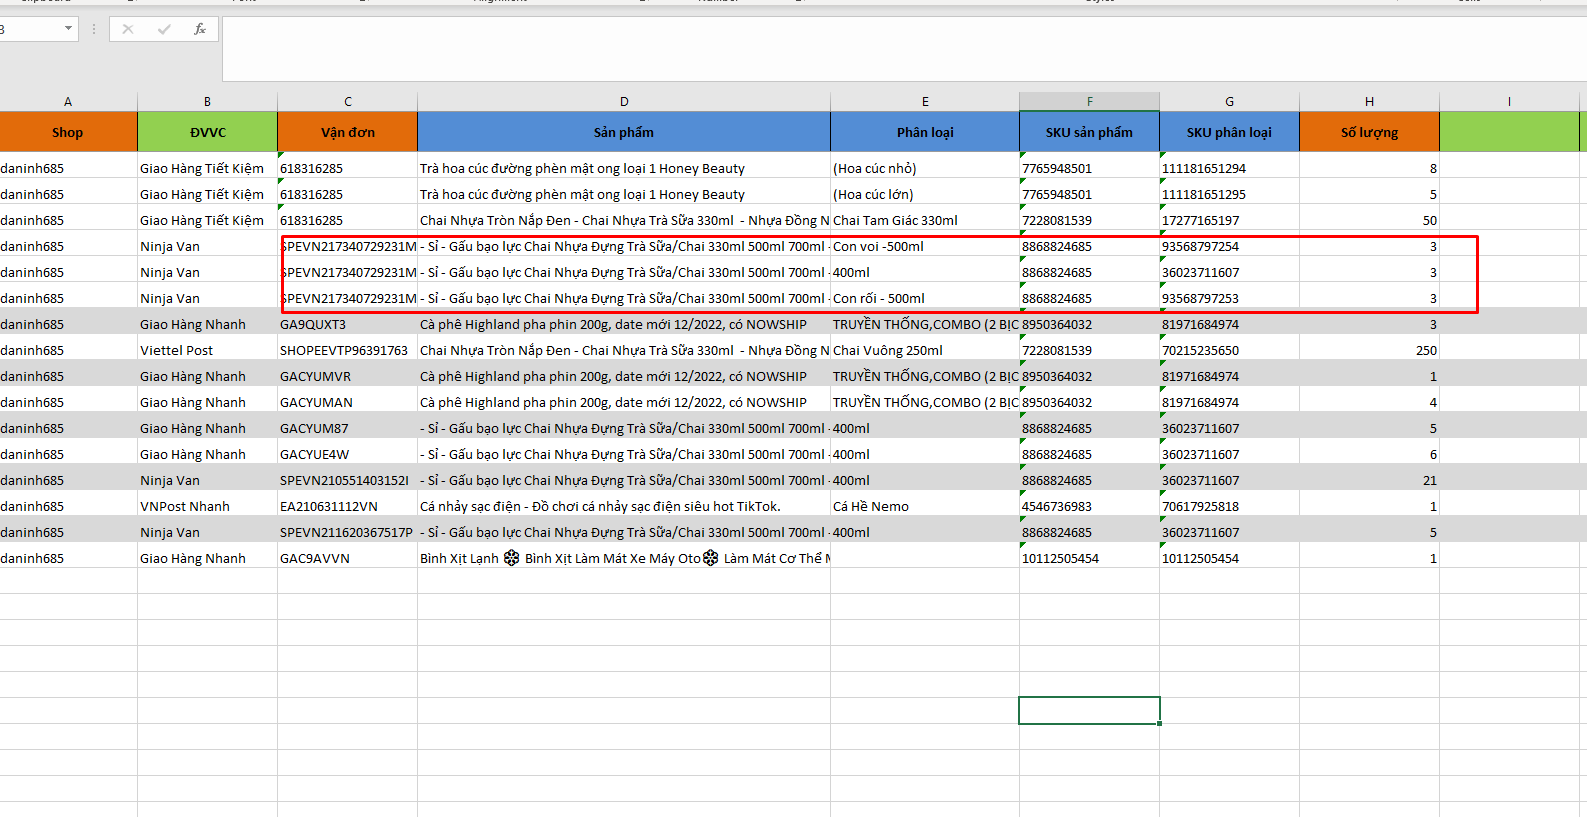 A B C D E F G H I
Shop ĐVVC Vận đơn Sản phẩm Phân loại SKU sản phẩm SKU phân loại Số lượng
daninh685 Giao Hàng Tiết Kiệm 618316285 Trà hoa cúc đường phèn mật ong loại 1 Honey Beauty (Hoa cúc nhỏ) 7765948501 111181651294 8
daninh685 Giao Hàng Tiết Kiệm 618316285 Trà hoa cúc đường phèn mật ong loại 1 Honey Beauty (Hoa cúc lớn) 7765948501 111181651295 5
daninh685 Giao Hàng Tiết Kiệm 618316285 Chai Nhựa Tròn Nắp Đen - Chai Nhựa Trà Sữa 330ml - Nhựa Đồng N Chai Tam Giác 330ml 7228081539 17277165197 50
daninh685 Ninja Van SPEVN217340729231M - Sỉ - Gấu bạo lực Chai Nhựa Đựng Trà Sữa/Chai 330ml 500ml 700ml - Con voi -500ml 8868824685 93568797254 3
daninh685 Ninja Van SPEVN217340729231M - Sỉ - Gấu bạo lực Chai Nhựa Đựng Trà Sữa/Chai 330ml 500ml 700ml - 400ml 8868824685 36023711607 3
daninh685 Ninja Van SPEVN217340729231M - Sỉ - Gấu bạo lực Chai Nhựa Đựng Trà Sữa/Chai 330ml 500ml 700ml - Con rối - 500ml 8868824685 93568797253 3
daninh685 Giao Hàng Nhanh GA9QUXT3 Cà phê Highland pha phin 200g, date mới 12/2022, có NOWSHIP TRUYỀN THỐNG,COMBO (2 BỊC 8950364032 81971684974 3
daninh685 Viettel Post SHOPEEVTP96391763 Chai Nhựa Tròn Nắp Đen - Chai Nhựa Trà Sữa 330ml - Nhựa Đồng N Chai Vuông 250ml 7228081539 70215235650 250
daninh685 Giao Hàng Nhanh GACYUMVR Cà phê Highland pha phin 200g, date mới 12/2022, có NOWSHIP TRUYỀN THỐNG,COMBO (2 BỊC 8950364032 81971684974 1
daninh685 Giao Hàng Nhanh GACYUMAN Cà phê Highland pha phin 200g, date mới 12/2022, có NOWSHIP TRUYỀN THỐNG,COMBO (2 BỊC 8950364032 81971684974 4
daninh685 Giao Hàng Nhanh GACYUM87 - Sỉ - Gấu bạo lực Chai Nhựa Đựng Trà Sữa/Chai 330ml 500ml 700ml - 400ml 8868824685 36023711607 5
daninh685 Giao Hàng Nhanh GACYUE4W - Sỉ - Gấu bạo lực Chai Nhựa Đựng Trà Sữa/Chai 330ml 500ml 700ml - 400ml 8868824685 36023711607 6
daninh685 Ninja Van SPEVN210551403152I - Sỉ - Gấu bạo lực Chai Nhựa Đựng Trà Sữa/Chai 330ml 500ml 700ml - 400ml 8868824685 36023711607 21
daninh685 VNPost Nhanh EA210631112VN Cá nhảy sạc điện - Đồ chơi cá nhảy sạc điện siêu hot TikTok. Cá Hề Nemo 4546736983 70617925818 1
daninh685 Ninja Van SPEVN211620367517P - Sỉ - Gấu bạo lực Chai Nhựa Đựng Trà Sữa/Chai 330ml 500ml 700ml - 400ml 8868824685 36023711607 5
daninh685 Giao Hàng Nhanh GAC9AVVN Bình Xịt Lạnh Bình Xịt Làm Mát Xe Máy Oto Làm Mát Cơ Thể 10112505454 10112505454 1